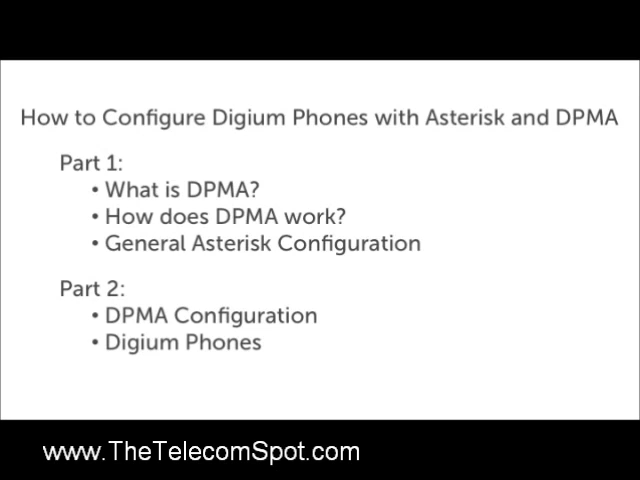 How to Configure Digium Phones with Asterisk and DPMA
Part 1:
• What is DPMA?
• How does DPMA work?
• General Asterisk Configuration
Part 2:
• DPMA Configuration
• Digium Phones
www.TheTelecomSpot.com